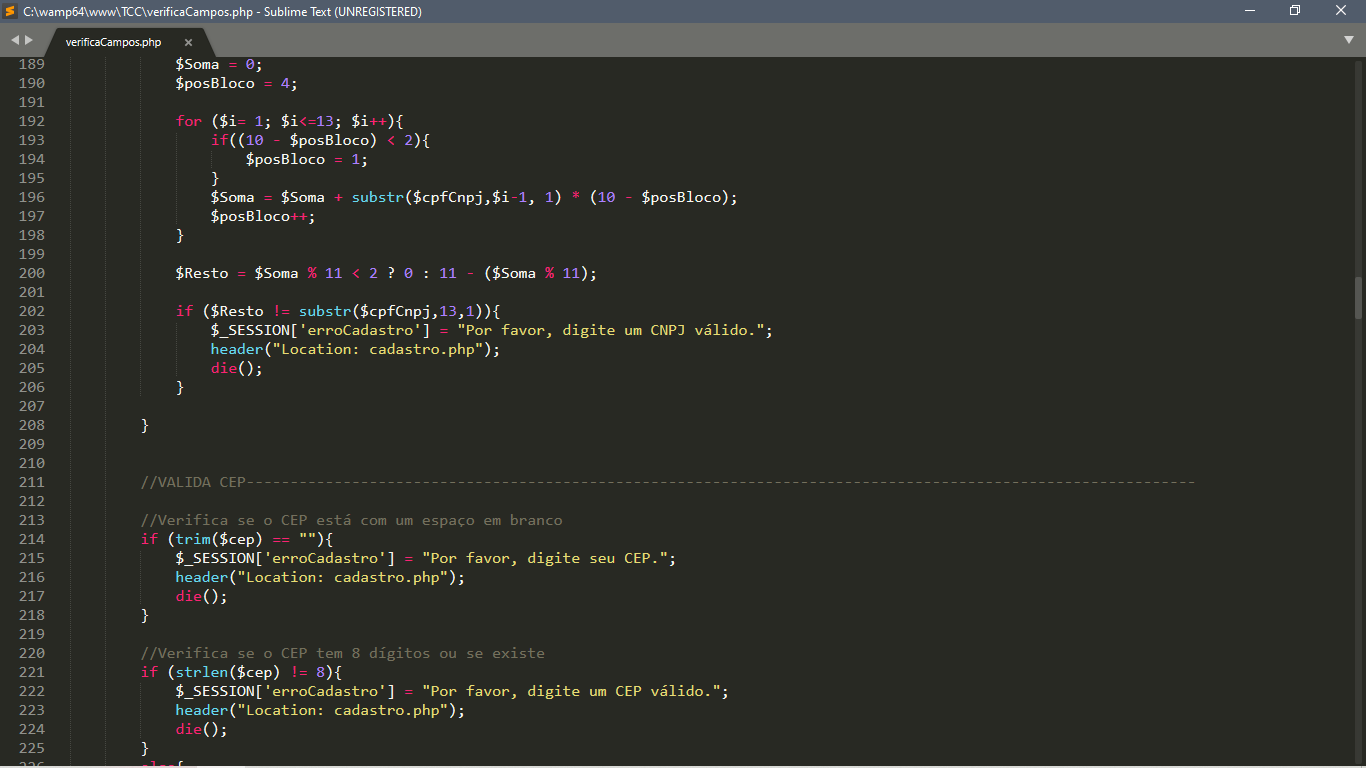 C:\wamp64\www\TCC\verificaCampos.php - Sublime Text (UNREGISTERED)
verificaCampos.php ×
189 $Soma = 0;
190 $posBloco = 4;
191
192 for ($i= 1; $i<=13; $i++){
193 if((10 - $posBloco) < 2){
194 $posBloco = 1;
195 }
196 $Soma = $Soma + substr($cpfCnpj,$i-1, 1) * (10 - $posBloco);
197 $posBloco++;
198 }
199
200 $Resto = $Soma % 11 < 2 ? 0 : 11 - ($Soma % 11);
201
202 if ($Resto != substr($cpfCnpj,13,1)){
203 $_SESSION['erroCadastro'] = "Por favor, digite um CNPJ válido.";
204 header("Location: cadastro.php");
205 die();
206 }
207
208 }
209
210
211 //VALIDA CEP------------------------------------------------------------------------------------------------------------
212
213 //Verifica se o CEP está com um espaço em branco
214 if (trim($cep) == ""){
215 $_SESSION['erroCadastro'] = "Por favor, digite seu CEP.";
216 header("Location: cadastro.php");
217 die();
218 }
219
220 //Verifica se o CEP tem 8 dígitos ou se existe
221 if (strlen($cep) != 8){
222 $_SESSION['erroCadastro'] = "Por favor, digite um CEP válido.";
223 header("Location: cadastro.php");
224 die();
225 }
226 else{